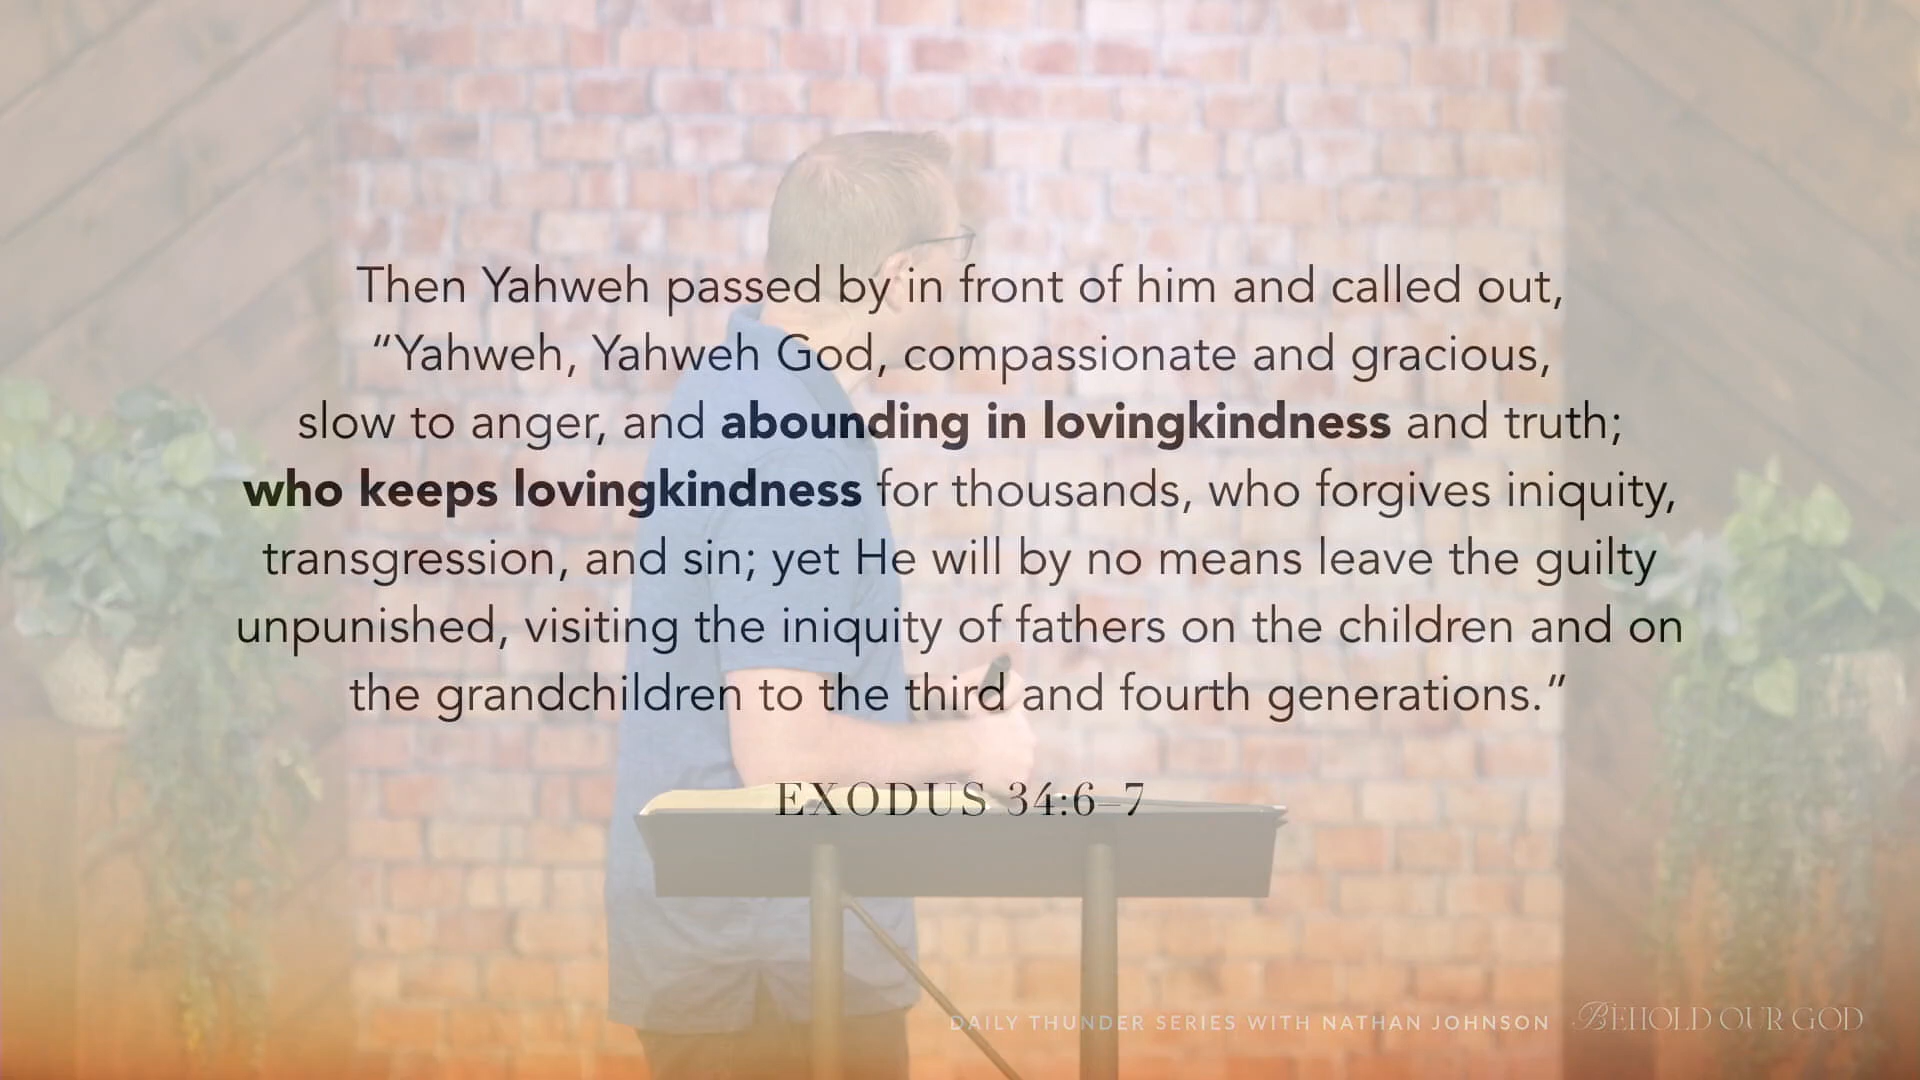 Then Yahweh passed by in front of him and called out,
“Yahweh, Yahweh God, compassionate and gracious,
slow to anger, and abounding in lovingkindness and truth;
who keeps lovingkindness for thousands, who forgives iniquity,
transgression, and sin; yet He will by no means leave the guilty
unpunished, visiting the iniquity of fathers on the children and on
the grandchildren to the third and fourth generations.”
EXODUS 34:6–7
DAILY THUNDER SERIES WITH NATHAN JOHNSON BEHOLD OUR GOD